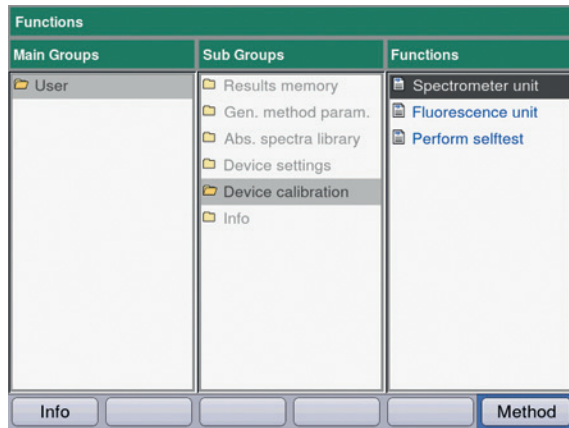 Functions
Main Groups
Sub Groups
Functions
User
Results memory
Gen. method param.
Abs. spectra library
Device settings
Device calibration
Info
Spectrometer unit
Fluorescence unit
Perform selftest
Info
Method